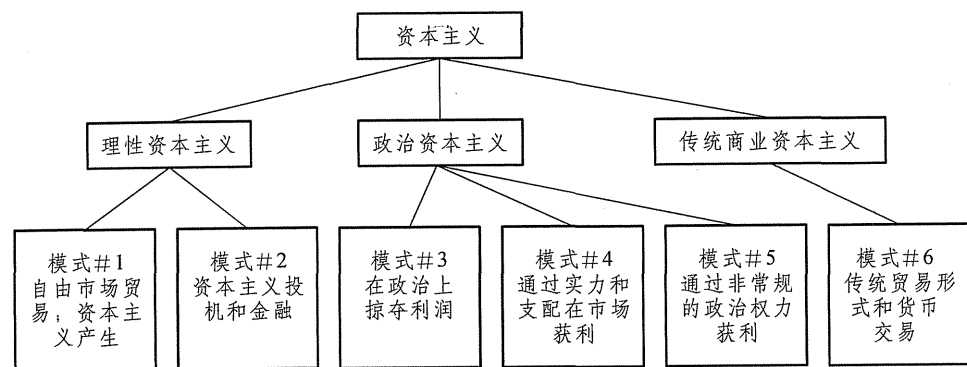 资本主义
理性资本主义
政治资本主义
传统商业资本主义
模式#1
自由市场贸
易;资本主
义产生
模式#2
资本主义投
机和金融
模式#3
在政治上
掠夺利润
模式#4
通过实力和
支配在市场
获利
模式#5
通过非常规
的政治权力
获利
模式#6
传统贸易形
式和货币
交易